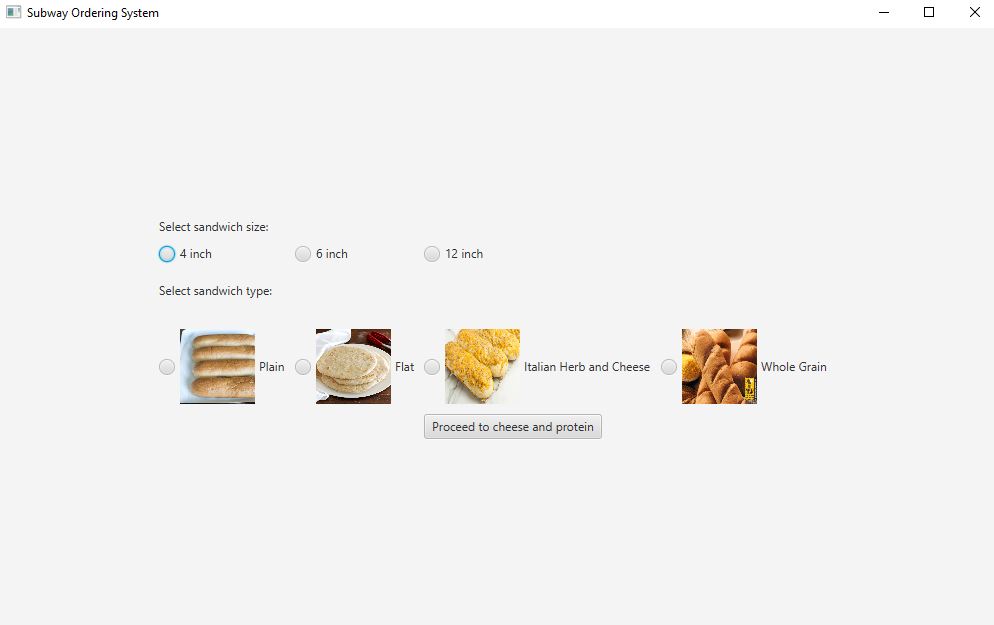 Subway Ordering System
Select sandwich size:
4 inch 6 inch 12 inch
Select sandwich type:
Plain Flat Italian Herb and Cheese Whole Grain
Proceed to cheese and protein